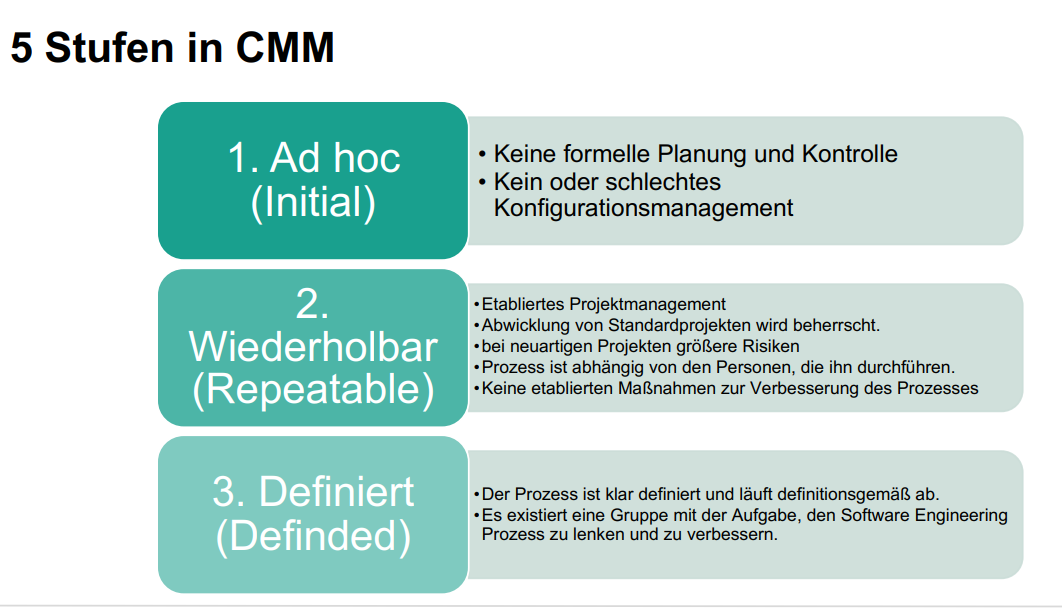 5 Stufen in CMM
1. Ad hoc
(Initial)
• Keine formelle Planung und Kontrolle
• Kein oder schlechtes
Konfigurationsmanagement
2.
Wiederholbar
(Repeatable)
• Etabliertes Projektmanagement
• Abwicklung von Standardprojekten wird beherrscht.
• bei neuartigen Projekten größere Risiken
• Prozess ist abhängig von den Personen, die ihn durchführen.
• Keine etablierten Maßnahmen zur Verbesserung des Prozesses
3. Definiert
(Definded)
• Der Prozess ist klar definiert und läuft definitionsgemäß ab.
• Es existiert eine Gruppe mit der Aufgabe, den Software Engineering
Prozess zu lenken und zu verbessern.